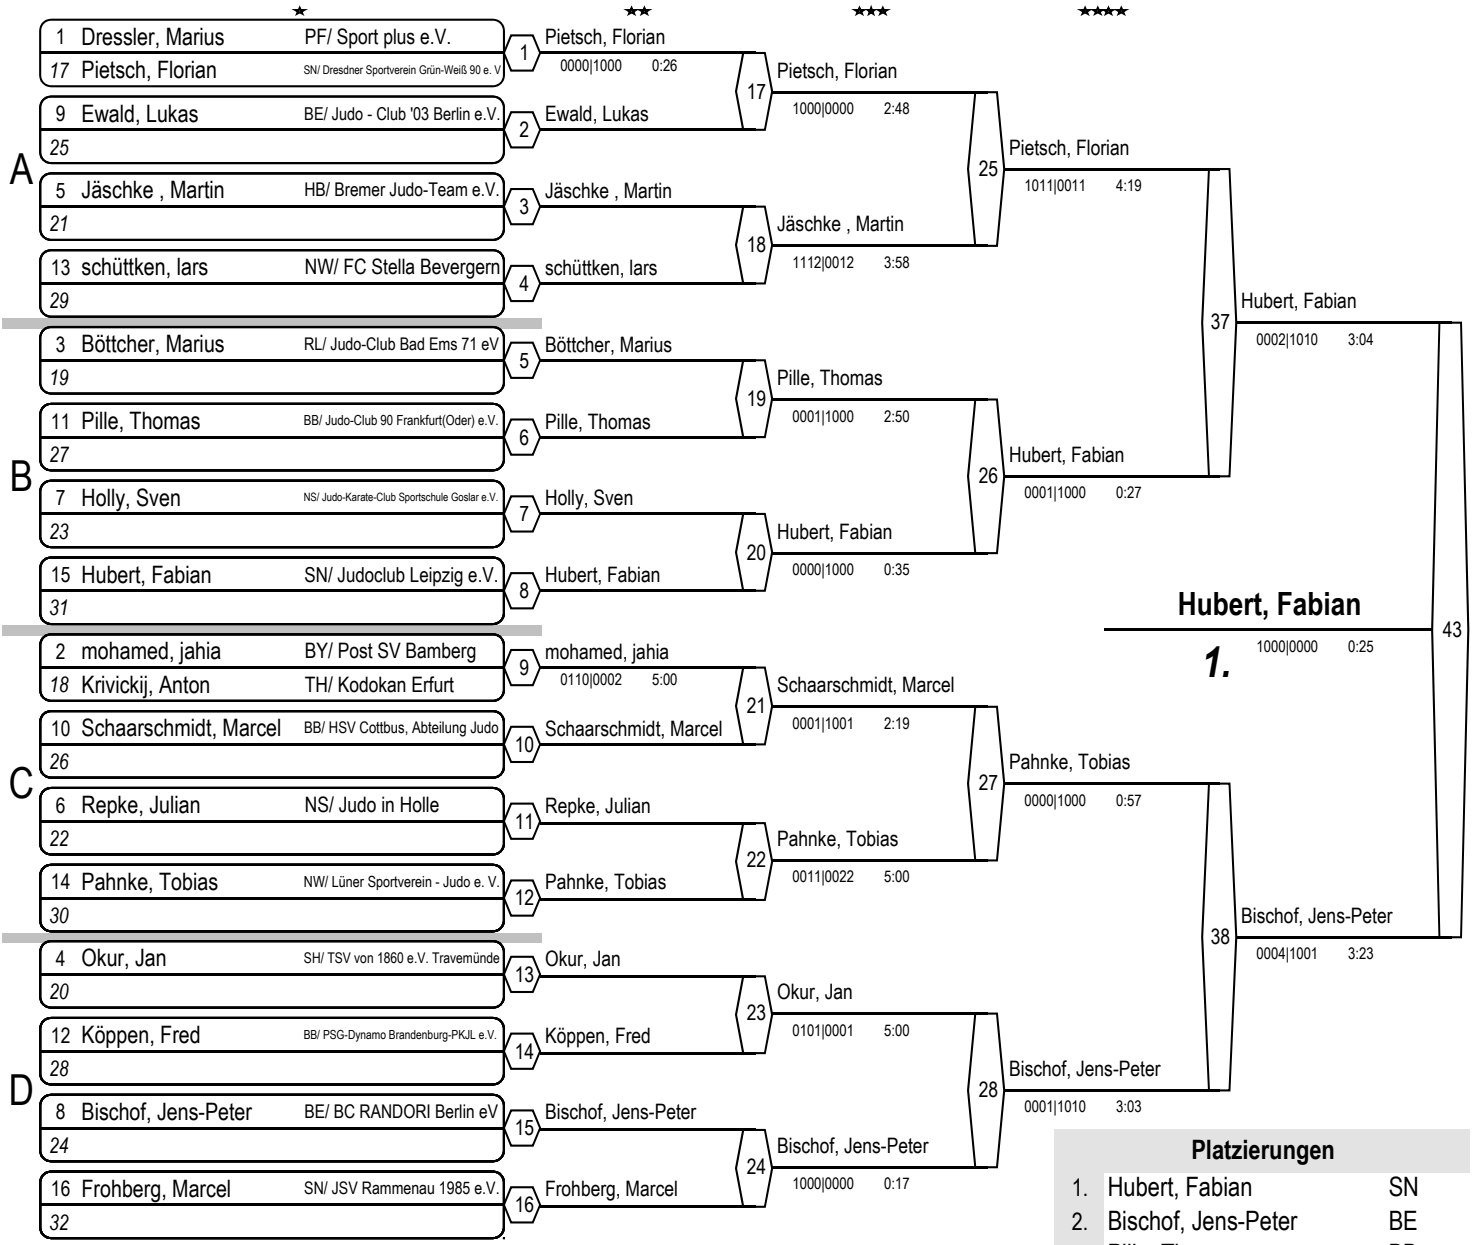 ★ ★★ ★★★ ★★★★
A
1 Dressler, Marius PF/ Sport plus e.V.
17 Pietsch, Florian SN/ Dresdner Sportverein Grün-Weiß 90 e. V
9 Ewald, Lukas BE/ Judo - Club '03 Berlin e.V.
25
5 Jäschke , Martin HB/ Bremer Judo-Team e.V.
21
13 schüttken, lars NW/ FC Stella Bevergern
29
B
3 Böttcher, Marius RL/ Judo-Club Bad Ems 71 eV
19
11 Pille, Thomas BB/ Judo-Club 90 Frankfurt(Oder) e.V.
27
7 Holly, Sven NS/ Judo-Karate-Club Sportschule Goslar e.V.
23
15 Hubert, Fabian SN/ Judoclub Leipzig e.V.
31
C
2 mohamed, jahia BY/ Post SV Bamberg
18 Krivickij, Anton TH/ Kodokan Erfurt
10 Schaarschmidt, Marcel BB/ HSV Cottbus, Abteilung Judo
26
6 Repke, Julian NS/ Judo in Holle
22
14 Pahnke, Tobias NW/ Lüner Sportverein - Judo e. V.
30
D
4 Okur, Jan SH/ TSV von 1860 e.V. Travemünde
20
12 Köppen, Fred BB/ PSG-Dynamo Brandenburg-PKJL e.V.
28
8 Bischof, Jens-Peter BE/ BC RANDORI Berlin eV
24
16 Frohberg, Marcel SN/ JSV Rammenau 1985 e.V.
32
1 Pietsch, Florian
0000|1000 0:26
2 Ewald, Lukas
3 Jäschke , Martin
4 schüttken, lars
5 Böttcher, Marius
6 Pille, Thomas
7 Holly, Sven
8 Hubert, Fabian
9 mohamed, jahia
0110|0002 5:00
10 Schaarschmidt, Marcel
11 Repke, Julian
12 Pahnke, Tobias
13 Okur, Jan
14 Köppen, Fred
15 Bischof, Jens-Peter
16 Frohberg, Marcel
17 Pietsch, Florian
1000|0000 2:48
18 Jäschke , Martin
1112|0012 3:58
19 Pille, Thomas
0001|1000 2:50
20 Hubert, Fabian
0000|1000 0:35
21 Schaarschmidt, Marcel
0001|1001 2:19
22 Pahnke, Tobias
0011|0022 5:00
23 Okur, Jan
0101|0001 5:00
24 Bischof, Jens-Peter
1000|0000 0:17
25 Pietsch, Florian
1011|0011 4:19
26 Hubert, Fabian
0001|1000 0:27
27 Pahnke, Tobias
0000|1000 0:57
28 Bischof, Jens-Peter
0001|1010 3:03
37 Hubert, Fabian
0002|1010 3:04
38 Bischof, Jens-Peter
0004|1001 3:23
Hubert, Fabian
43
1. 1000|0000 0:25
Platzierungen
1. Hubert, Fabian SN
2. Bischof, Jens-Peter BE